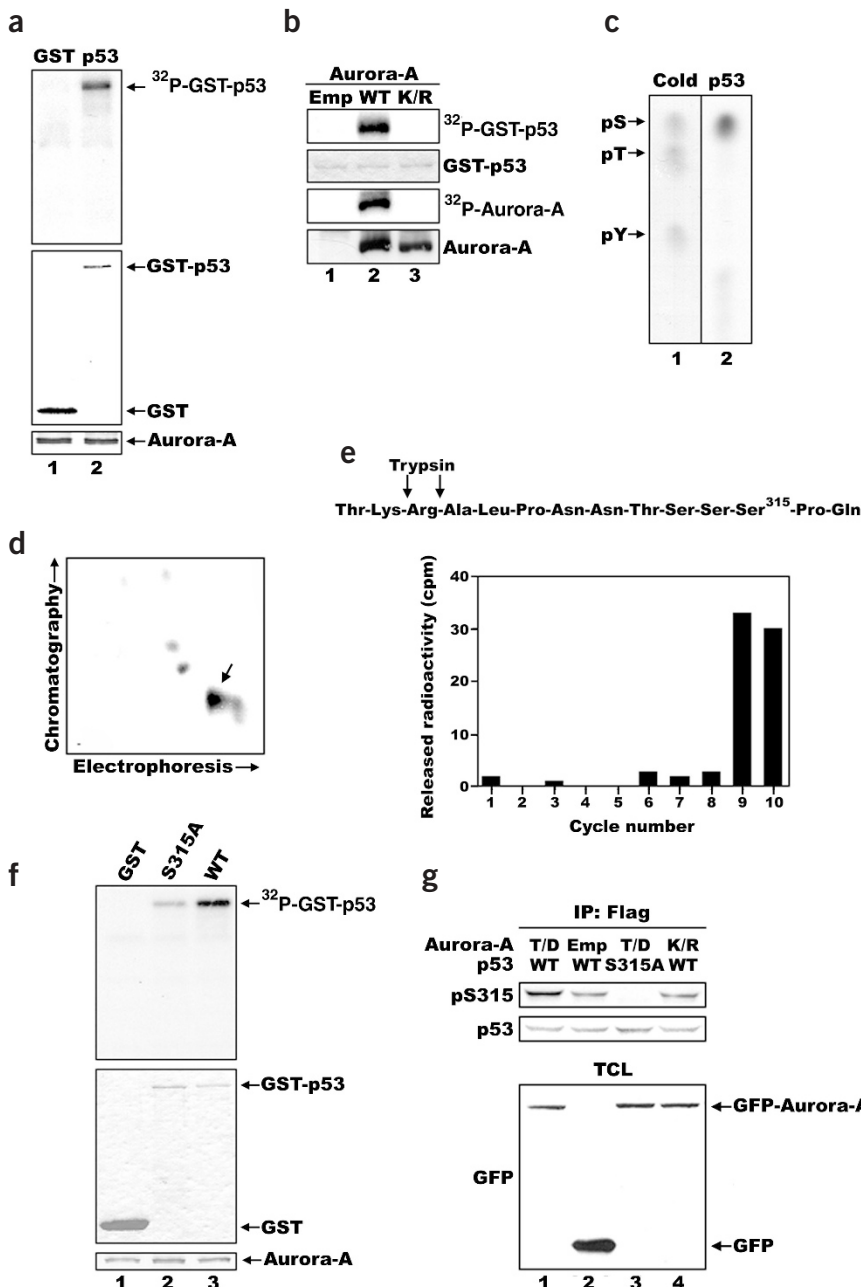 a
GST p53
32P-GST-p53
GST-p53
GST
Aurora-A
1 2
b
Aurora-A
Emp WT K/R
32P-GST-p53
GST-p53
32P-Aurora-A
Aurora-A
1 2 3
c
Cold p53
pS
pT
pY
1 2
d
Chromatography
Electrophoresis
e
Trypsin
Thr-Lys-Arg-Ala-Leu-Pro-Asn-Asn-Thr-Ser-Ser-Ser315-Pro-Gln
Released radioactivity (cpm)
40
30
20
10
0
1 2 3 4 5 6 7 8 9 10
Cycle number
f
GST S315A WT
32P-GST-p53
GST-p53
GST
Aurora-A
1 2 3
g
IP: Flag
Aurora-A T/D Emp T/D K/R
p53 WT WT S315A WT
pS315
p53
TCL
GFP-Aurora-A
GFP
GFP
1 2 3 4